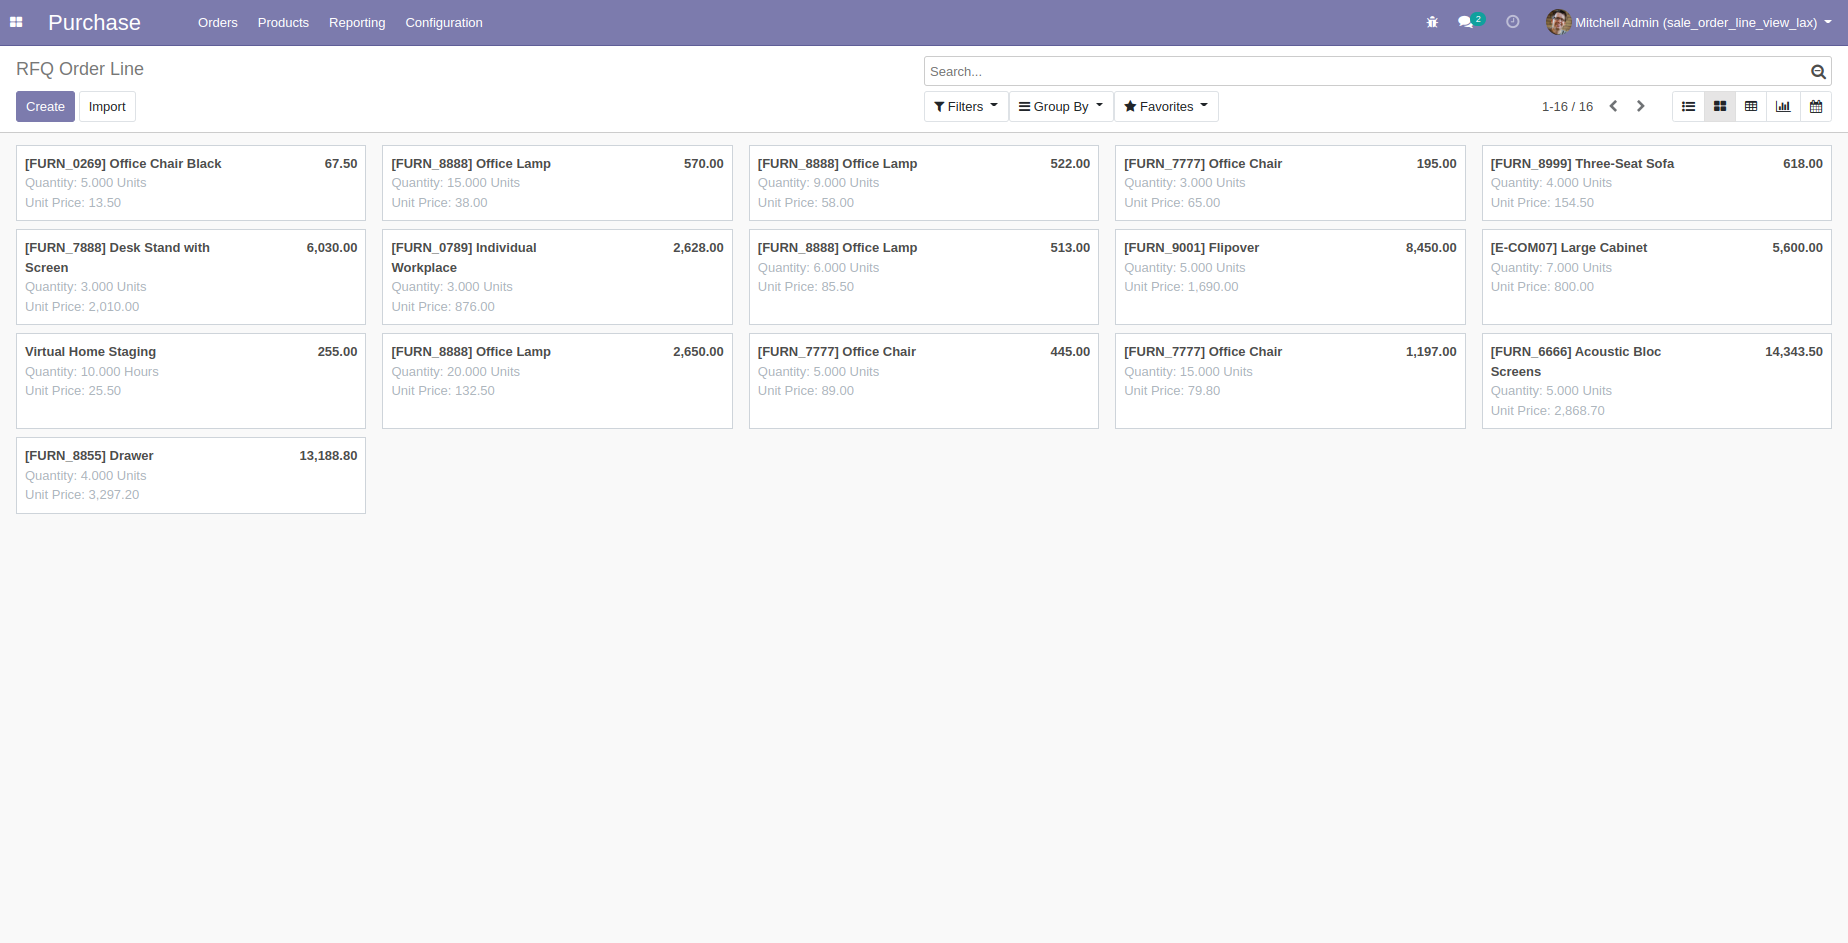 Purchase Orders Products Reporting Configuration 2 Mitchell Admin (sale_order_line_view_lax)
RFQ Order Line Search...
Create Import Filters Group By Favorites 1-16 / 16
[FURN_0269] Office Chair Black 67.50
Quantity: 5.000 Units
Unit Price: 13.50
[FURN_8888] Office Lamp 570.00
Quantity: 15.000 Units
Unit Price: 38.00
[FURN_8888] Office Lamp 522.00
Quantity: 9.000 Units
Unit Price: 58.00
[FURN_7777] Office Chair 195.00
Quantity: 3.000 Units
Unit Price: 65.00
[FURN_8999] Three-Seat Sofa 618.00
Quantity: 4.000 Units
Unit Price: 154.50
[FURN_7888] Desk Stand with 6,030.00
Screen
Quantity: 3.000 Units
Unit Price: 2,010.00
[FURN_0789] Individual 2,628.00
Workplace
Quantity: 3.000 Units
Unit Price: 876.00
[FURN_8888] Office Lamp 513.00
Quantity: 6.000 Units
Unit Price: 85.50
[FURN_9001] Flipover 8,450.00
Quantity: 5.000 Units
Unit Price: 1,690.00
[E-COM07] Large Cabinet 5,600.00
Quantity: 7.000 Units
Unit Price: 800.00
Virtual Home Staging 255.00
Quantity: 10.000 Hours
Unit Price: 25.50
[FURN_8888] Office Lamp 2,650.00
Quantity: 20.000 Units
Unit Price: 132.50
[FURN_7777] Office Chair 445.00
Quantity: 5.000 Units
Unit Price: 89.00
[FURN_7777] Office Chair 1,197.00
Quantity: 15.000 Units
Unit Price: 79.80
[FURN_6666] Acoustic Bloc 14,343.50
Screens
Quantity: 5.000 Units
Unit Price: 2,868.70
[FURN_8855] Drawer 13,188.80
Quantity: 4.000 Units
Unit Price: 3,297.20